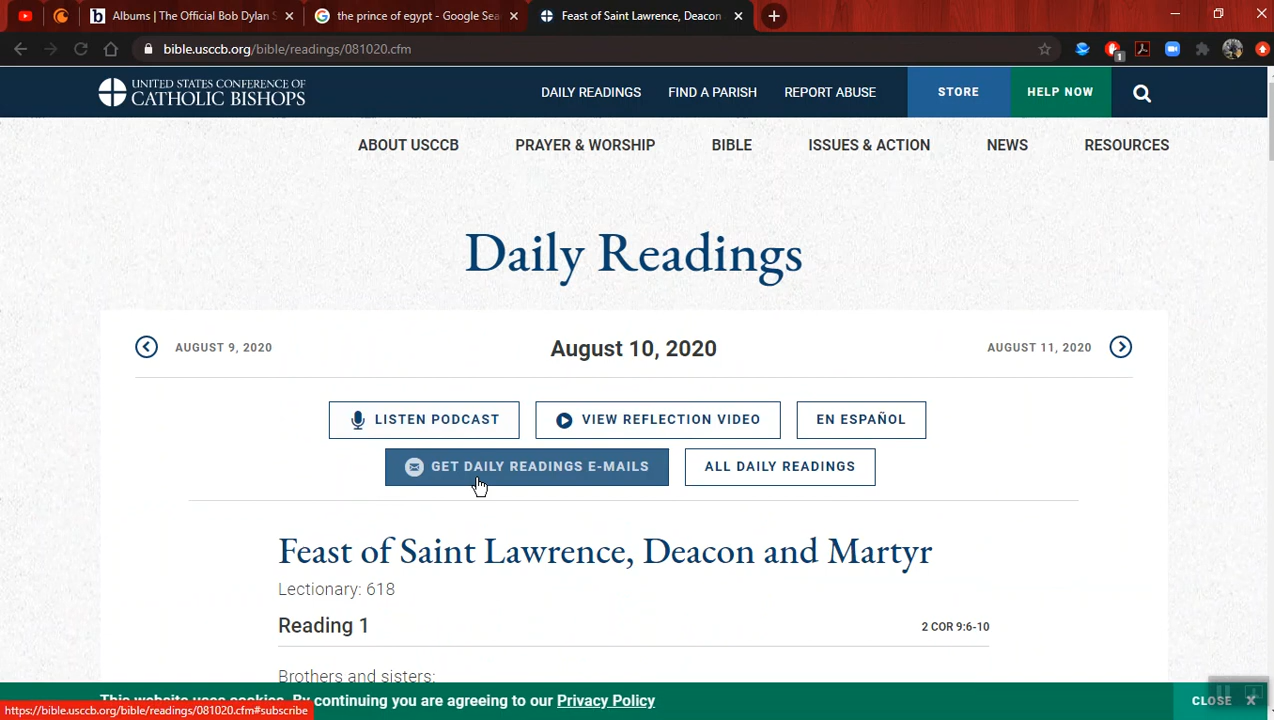 Albums | The Official Bob Dylan S
the prince of egypt - Google Sea
Feast of Saint Lawrence, Deacon
bible.usccb.org/bible/readings/081020.cfm
1
UNITED STATES CONFERENCE OF
CATHOLIC BISHOPS
DAILY READINGS FIND A PARISH REPORT ABUSE STORE HELP NOW
ABOUT USCCB PRAYER & WORSHIP BIBLE ISSUES & ACTION NEWS RESOURCES
Daily Readings
AUGUST 9, 2020 August 10, 2020 AUGUST 11, 2020
LISTEN PODCAST VIEW REFLECTION VIDEO EN ESPAÑOL
GET DAILY READINGS E-MAILS ALL DAILY READINGS
Feast of Saint Lawrence, Deacon and Martyr
Lectionary: 618
Reading 1 2 COR 9:6-10
Brothers and sisters:
This website uses cookies. By continuing you are agreeing to our Privacy Policy CLOSE X
https://bible.usccb.org/bible/readings/081020.cfm#subscribe